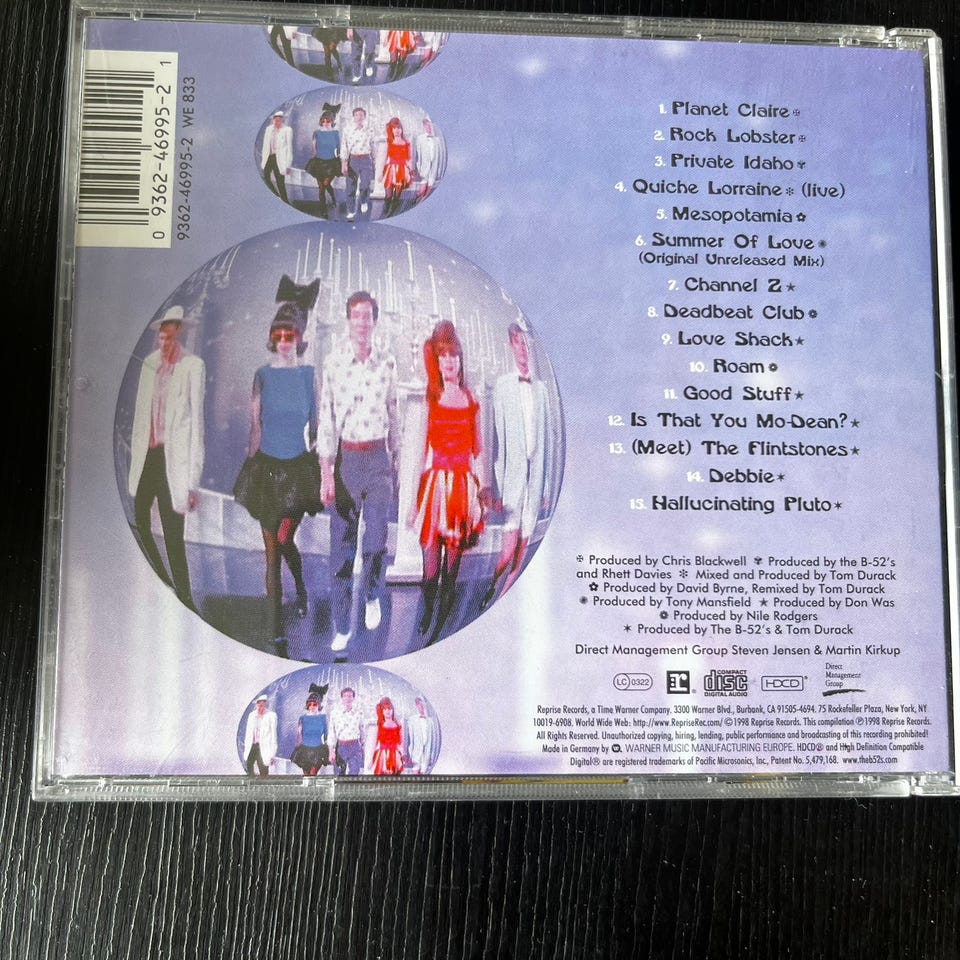 0 9362-46995-2 1
9362-46995-2 WE 833
1. Planet Claire ✠
2. Rock Lobster ✠
3. Private Idaho ✾
4. Quiche Lorraine ✻ (live)
5. Mesopotamia ✿
6. Summer Of Love ✺
(Original Unreleased Mix)
7. Channel Z ★
8. Deadbeat Club ❁
9. Love Shack ★
10. Roam ❁
11. Good Stuff ★
12. Is That You Mo-Dean? ★
13. (Meet) The Flintstones ★
14. Debbie ✶
15. Hallucinating Pluto ✶
✠ Produced by Chris Blackwell ✾ Produced by the B-52's
and Rhett Davies ✻ Mixed and Produced by Tom Durack
✿ Produced by David Byrne, Remixed by Tom Durack
✺ Produced by Tony Mansfield ★ Produced by Don Was
❁ Produced by Nile Rodgers
✶ Produced by The B-52's & Tom Durack
Direct Management Group Steven Jensen & Martin Kirkup
LC 0322
R
COMPACT
disc
DIGITAL AUDIO
HDCD®
Direct
Management
Group
Reprise Records, a Time Warner Company. 3300 Warner Blvd., Burbank, CA 91505-4694. 75 Rockefeller Plaza, New York, NY
10019-6908. World Wide Web: http://www.RepriseRec.com/ ©1998 Reprise Records. This compilation ℗1998 Reprise Records.
All Rights Reserved. Unauthorized copying, hiring, lending, public performance and broadcasting of this recording prohibited!
Made in Germany by WARNER MUSIC MANUFACTURING EUROPE. HDCD® and High Definition Compatible
Digital® are registered trademarks of Pacific Microsonics, Inc., Patent No. 5,479,168. www.theb52s.com